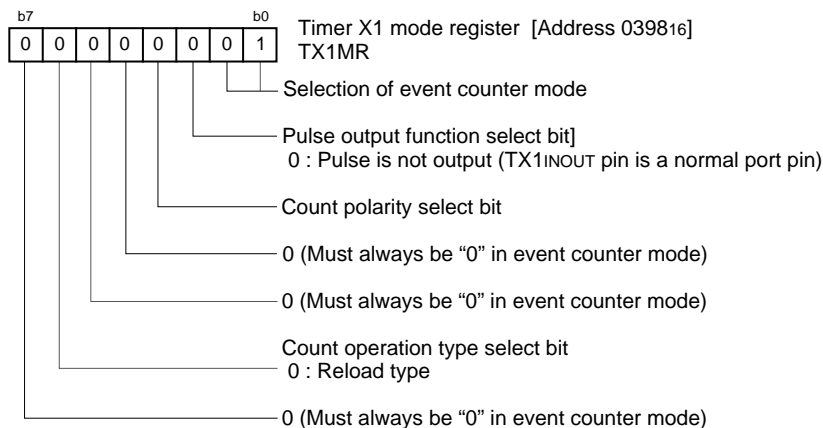 b7 b0
Timer X1 mode register [Address 039816]
0 0 0 0 0 0 0 1
TX1MR
Selection of event counter mode
Pulse output function select bit]
0 : Pulse is not output (TX1INOUT pin is a normal port pin)
Count polarity select bit
0 (Must always be “0” in event counter mode)
0 (Must always be “0” in event counter mode)
Count operation type select bit
0 : Reload type
0 (Must always be “0” in event counter mode)